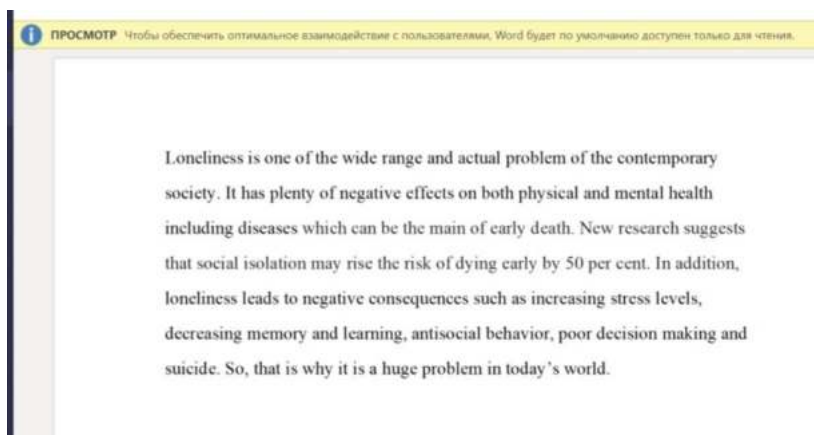 ПРОСМОТР Чтобы обеспечить оптимальное взаимодействие с пользователями, Word будет по умолчанию доступен только для чтения.
Loneliness is one of the wide range and actual problem of the contemporary
society. It has plenty of negative effects on both physical and mental health
including diseases which can be the main of early death. New research suggests
that social isolation may rise the risk of dying early by 50 per cent. In addition,
loneliness leads to negative consequences such as increasing stress levels,
decreasing memory and learning, antisocial behavior, poor decision making and
suicide. So, that is why it is a huge problem in today’s world.